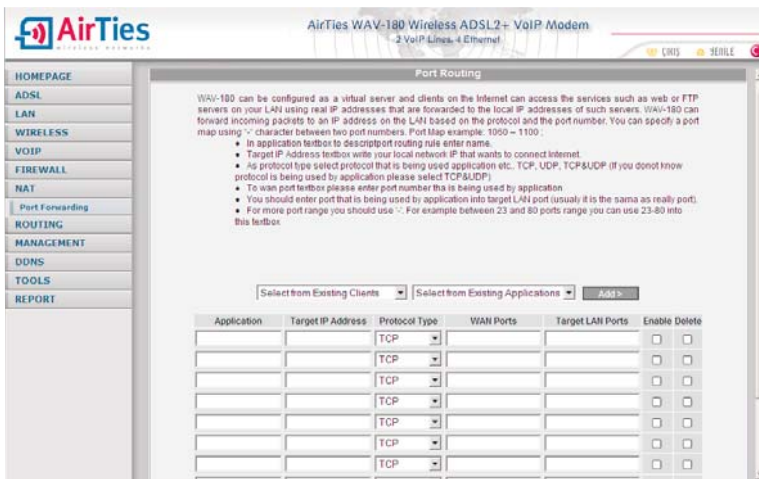 AirTies
wireless networks
AirTies WAV-180 Wireless ADSL2+ VoIP Modem
2 VoIP Lines, 4 Ethernet
ÇIKIŞ
YENİLE
HOMEPAGE
ADSL
LAN
WIRELESS
VOIP
FIREWALL
NAT
Port Forwarding
ROUTING
MANAGEMENT
DDNS
TOOLS
REPORT
Port Routing
WAV-180 can be configured as a virtual server and clients on the Internet can access the services such as web or FTP
servers on your LAN using real IP addresses that are forwarded to the local IP addresses of such servers. WAV-180 can
forward incoming packets to an IP address on the LAN based on the protocol and the port number. You can specify a port
map using '-' character between two port numbers. Port Map example: 1060 – 1100 :
• In application textbox to descriptport routing rule enter name.
• Target IP Address textbox write your local network IP that wants to connect Internet.
• As protocol type select protocol that is being used application etc.. TCP, UDP, TCP&UDP (If you donot know
protocol is being used by application please select TCP&UDP)
• To wan port textbox please enter port number tha is being used by application
• You should enter port that is being used by application into target LAN port (usualy it is the sama as really port).
• For more port range you should use '-'. For example between 23 and 80 ports range you can use 23-80 into
this textbox.
Select from Existing Clients Select from Existing Applications Add >
Application Target IP Address Protocol Type WAN Ports Target LAN Ports Enable Delete
TCP
TCP
TCP
TCP
TCP
TCP
TCP